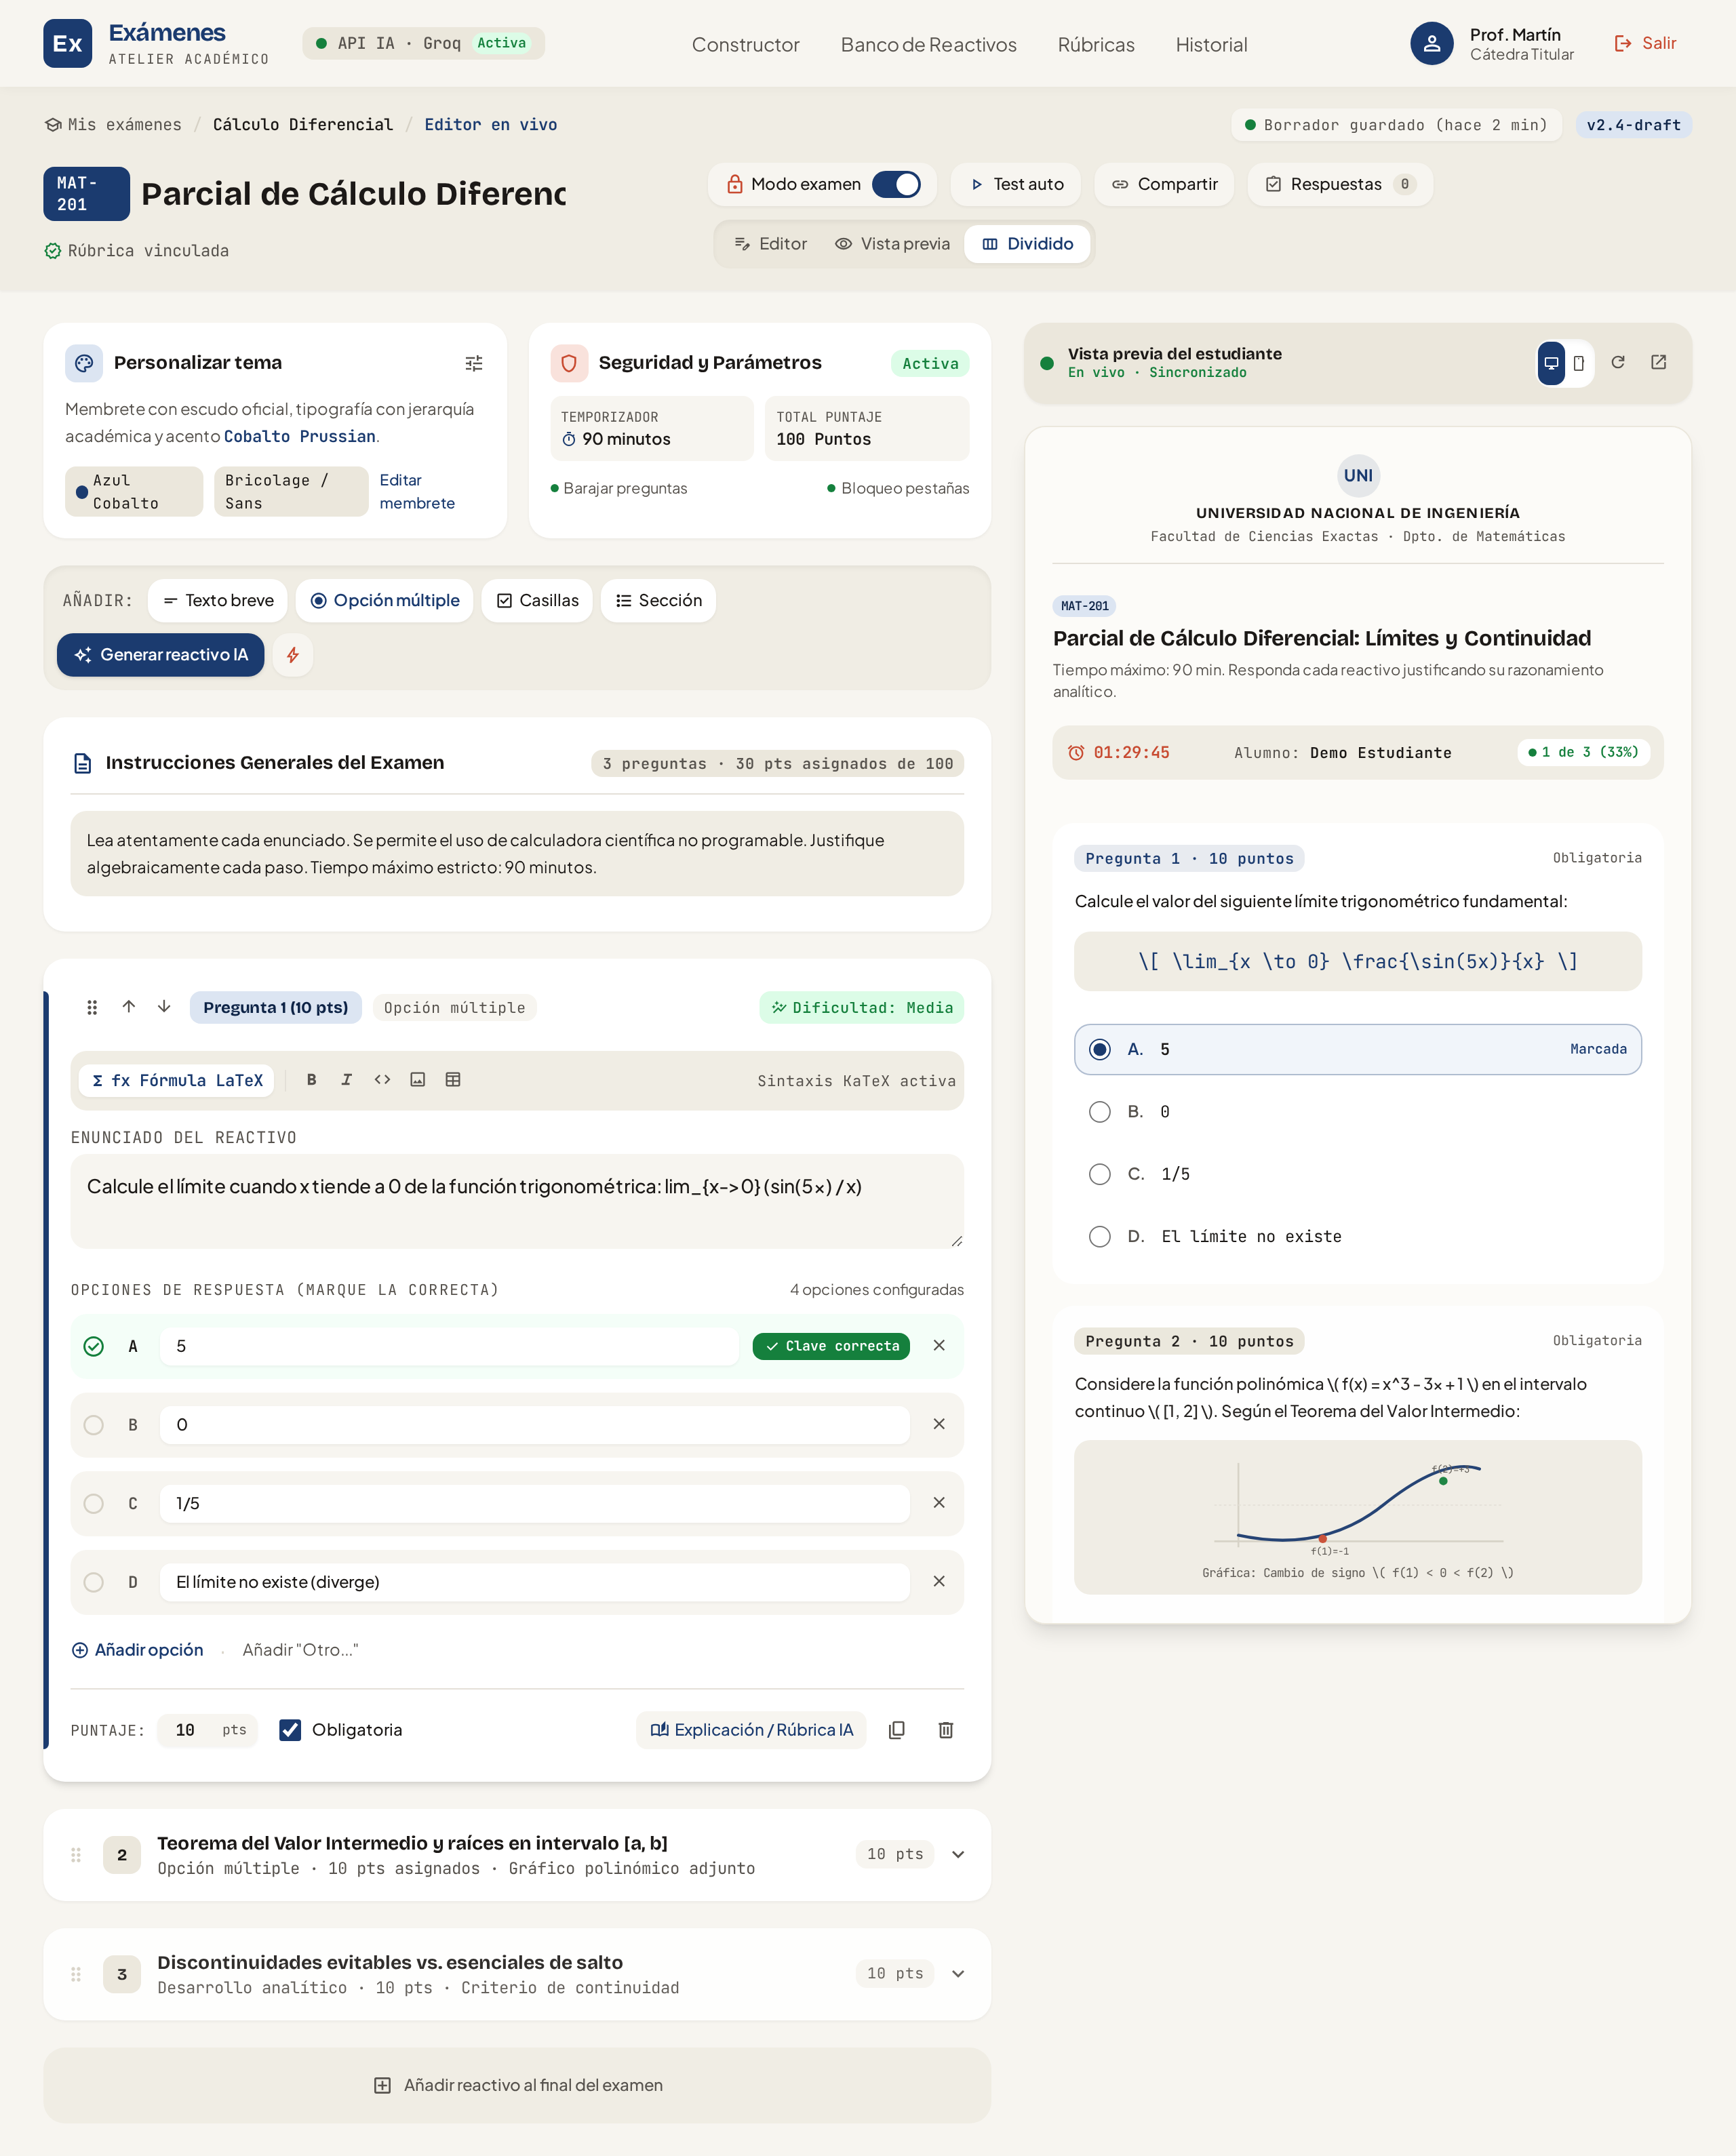 Ex
Exámenes
ATELIER ACADÉMICO
API IA · Groq Activa
Constructor
Banco de Reactivos
Rúbricas
Historial
Prof. Martín
Cátedra Titular
Salir
Mis exámenes / Cálculo Diferencial / Editor en vivo
Borrador guardado (hace 2 min)
v2.4-draft
MAT-
201
Parcial de Cálculo Diferenc
Rúbrica vinculada
Modo examen
Test auto
Compartir
Respuestas 0
Editor
Vista previa
Dividido
Personalizar tema
Membrete con escudo oficial, tipografía con jerarquía
académica y acento Cobalto Prussian.
Azul
Cobalto
Bricolage /
Sans
Editar
membrete
Seguridad y Parámetros
Activa
TEMPORIZADOR
90 minutos
TOTAL PUNTAJE
100 Puntos
Barajar preguntas
Bloqueo pestañas
AÑADIR:
Texto breve
Opción múltiple
Casillas
Sección
Generar reactivo IA
Instrucciones Generales del Examen
3 preguntas · 30 pts asignados de 100
Lea atentamente cada enunciado. Se permite el uso de calculadora científica no programable. Justifique
algebraicamente cada paso. Tiempo máximo estricto: 90 minutos.
Pregunta 1 (10 pts)
Opción múltiple
Dificultad: Media
Σ fx Fórmula LaTeX
B
I
Sintaxis KaTeX activa
ENUNCIADO DEL REACTIVO
Calcule el límite cuando x tiende a 0 de la función trigonométrica: lim_{x->0} (sin(5x) / x)
OPCIONES DE RESPUESTA (MARQUE LA CORRECTA)
4 opciones configuradas
A
5
Clave correcta
B
0
C
1/5
D
El límite no existe (diverge)
Añadir opción
·
Añadir "Otro..."
PUNTAJE:
10 pts
Obligatoria
Explicación / Rúbrica IA
2
Teorema del Valor Intermedio y raíces en intervalo [a, b]
Opción múltiple · 10 pts asignados · Gráfico polinómico adjunto
10 pts
3
Discontinuidades evitables vs. esenciales de salto
Desarrollo analítico · 10 pts · Criterio de continuidad
10 pts
Añadir reactivo al final del examen
Vista previa del estudiante
En vivo · Sincronizado
UNI
UNIVERSIDAD NACIONAL DE INGENIERÍA
Facultad de Ciencias Exactas · Dpto. de Matemáticas
MAT-201
Parcial de Cálculo Diferencial: Límites y Continuidad
Tiempo máximo: 90 min. Responda cada reactivo justificando su razonamiento
analítico.
01:29:45
Alumno: Demo Estudiante
1 de 3 (33%)
Pregunta 1 · 10 puntos
Obligatoria
Calcule el valor del siguiente límite trigonométrico fundamental:
\[ \lim_{x \to 0} \frac{\sin(5x)}{x} \]
A. 5
Marcada
B. 0
C. 1/5
D. El límite no existe
Pregunta 2 · 10 puntos
Obligatoria
Considere la función polinómica \( f(x) = x^3 - 3x + 1 \) en el intervalo
continuo \( [1, 2] \). Según el Teorema del Valor Intermedio:
f(2)=+3
f(1)=-1
Gráfica: Cambio de signo \( f(1) < 0 < f(2) \)